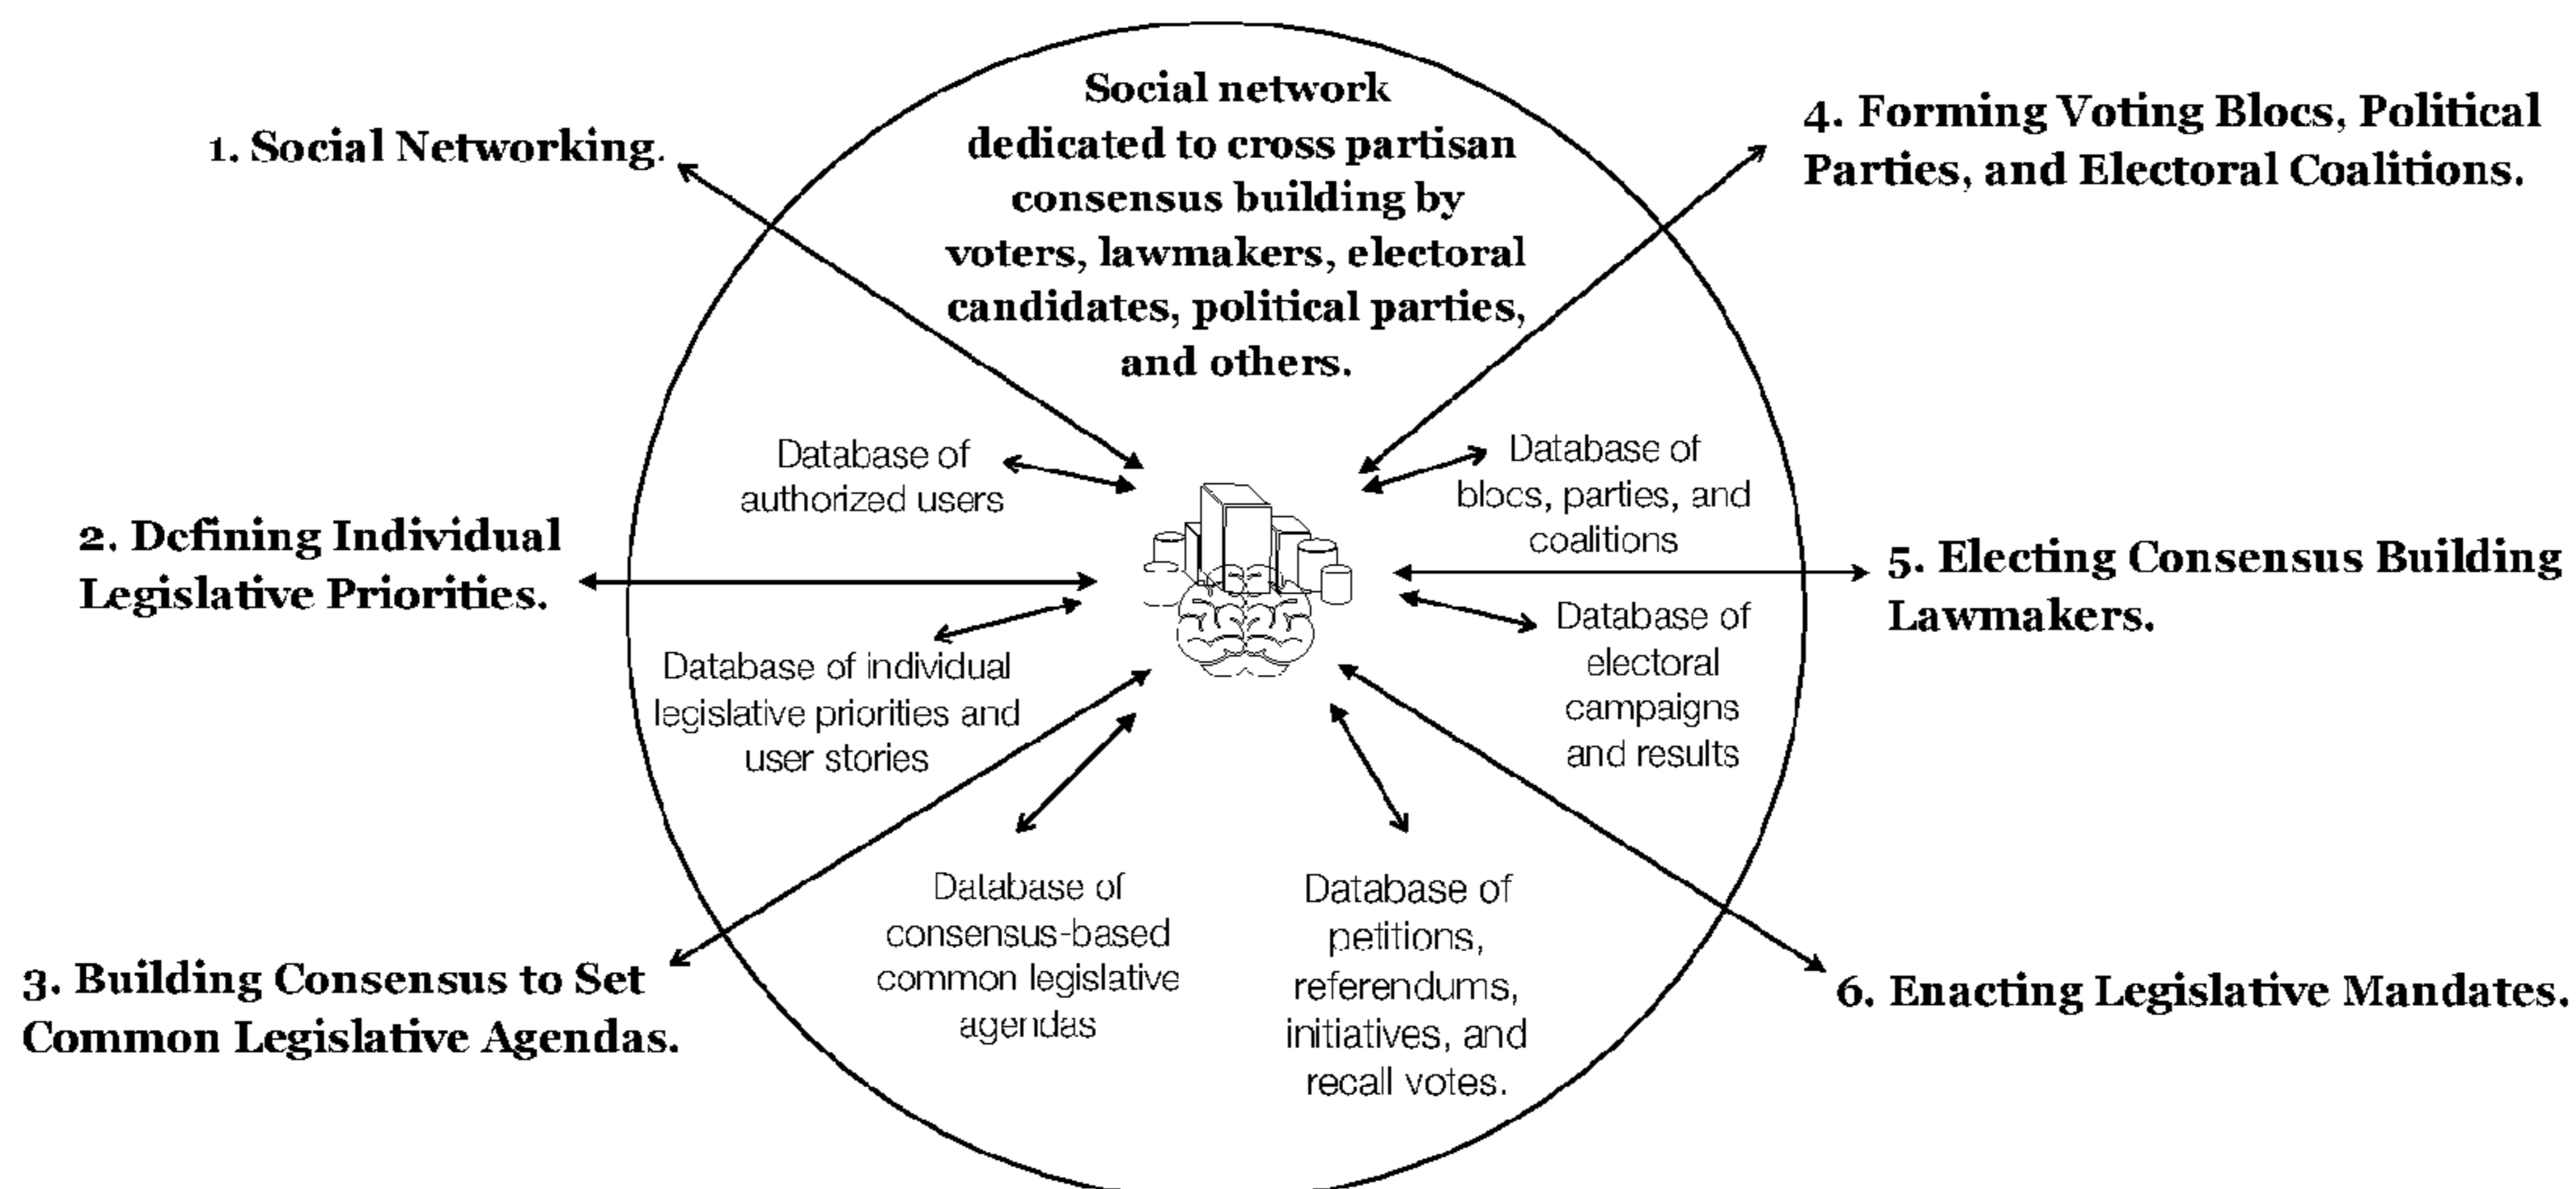 Social network
dedicated to cross partisan
consensus building by
voters, lawmakers, electoral
candidates, political parties,
and others.
1. Social Networking.
2. Defining Individual
Legislative Priorities.
3. Building Consensus to Set
Common Legislative Agendas.
4. Forming Voting Blocs, Political
Parties, and Electoral Coalitions.
5. Electing Consensus Building
Lawmakers.
6. Enacting Legislative Mandates.
Database of
authorized users
Database of individual
legislative priorities and
user stories
Database of
consensus-based
common legislative
agendas
Database of
blocs, parties, and
coalitions
Database of
electoral
campaigns
and results
Database of
petitions,
referendums,
initiatives, and
recall votes.